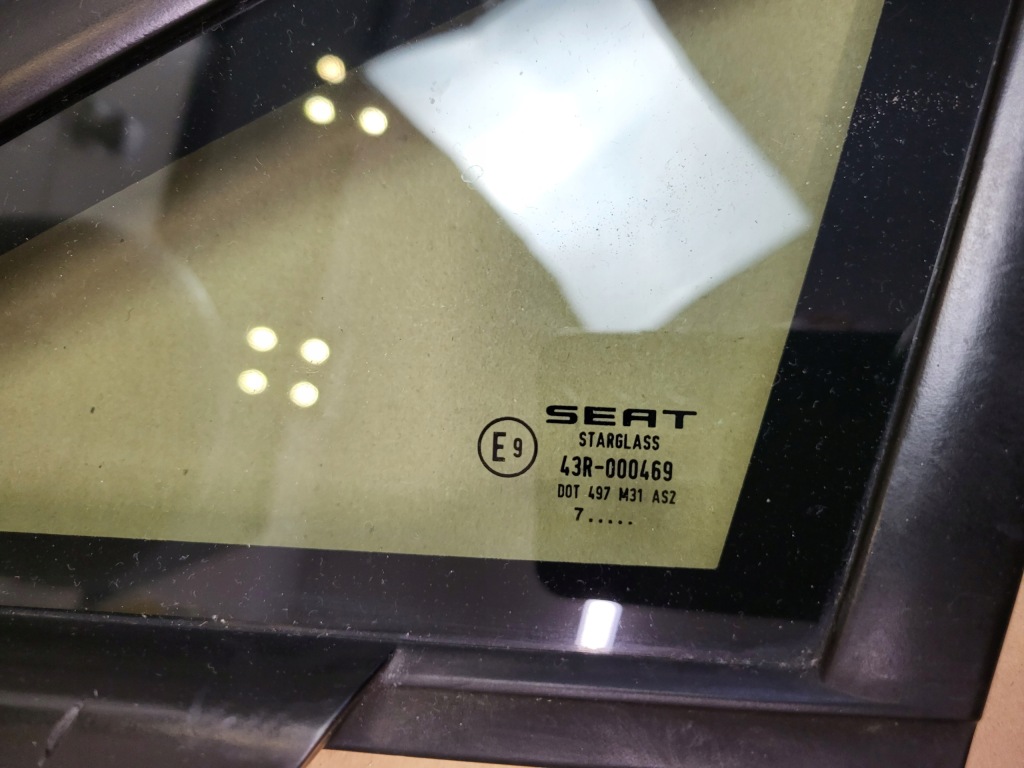 SEAT
E9
STARGLASS
43R-000469
DOT 497 M31 AS2
7.....